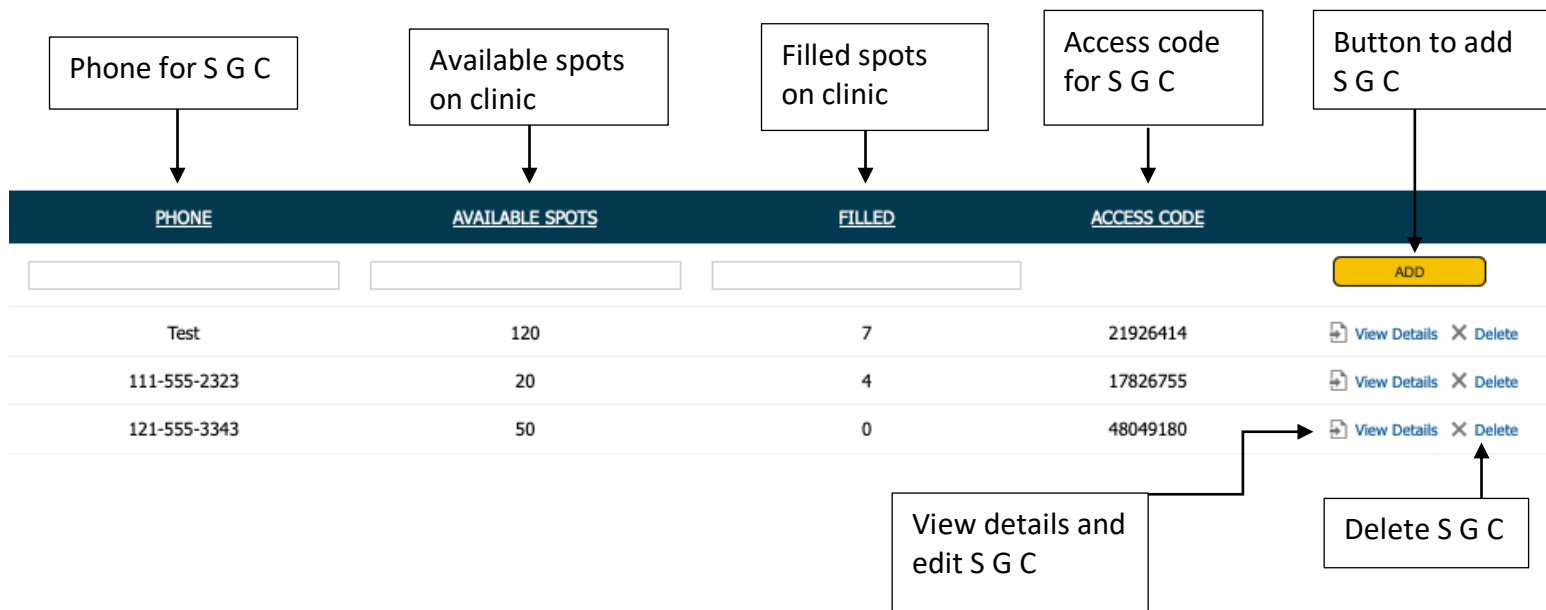 Phone for S G C
Available spots
on clinic
Filled spots
on clinic
Access code
for S G C
Button to add
S G C
PHONE AVAILABLE SPOTS FILLED ACCESS CODE
ADD
Test 120 7 21926414 View Details Delete
111-555-2323 20 4 17826755 View Details Delete
121-555-3343 50 0 48049180 View Details Delete
View details and
edit S G C
Delete S G C